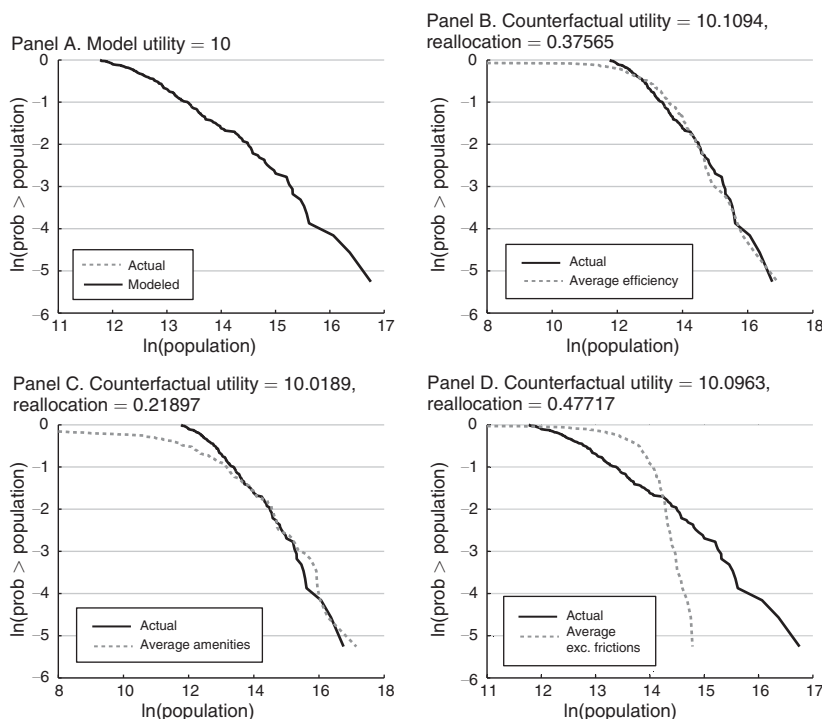 Panel A. Model utility = 10
ln(prob > population)
0
−1
−2
−3
−4
−5
−6
Actual
Modeled
11 12 13 14 15 16 17
ln(population)
Panel B. Counterfactual utility = 10.1094,
reallocation = 0.37565
ln(prob > population)
0
−1
−2
−3
−4
−5
−6
Actual
Average efficiency
8 10 12 14 16 18
ln(population)
Panel C. Counterfactual utility = 10.0189,
reallocation = 0.21897
ln(prob > population)
0
−1
−2
−3
−4
−5
−6
Actual
Average amenities
8 10 12 14 16 18
ln(population)
Panel D. Counterfactual utility = 10.0963,
reallocation = 0.47717
ln(prob > population)
0
−1
−2
−3
−4
−5
−6
Actual
Average
exc. frictions
11 12 13 14 15 16 17
ln(population)